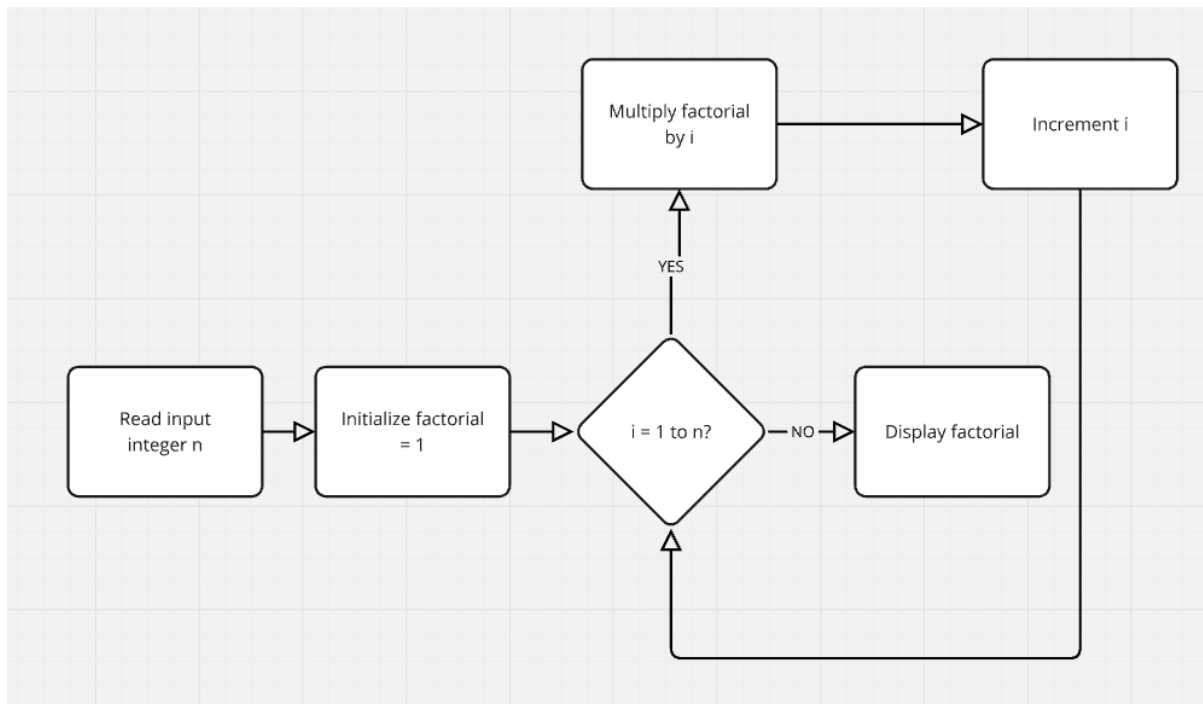 Multiply factorial
by i
Increment i
YES
Read input
integer n
Initialize factorial
= 1
i = 1 to n?
NO
Display factorial